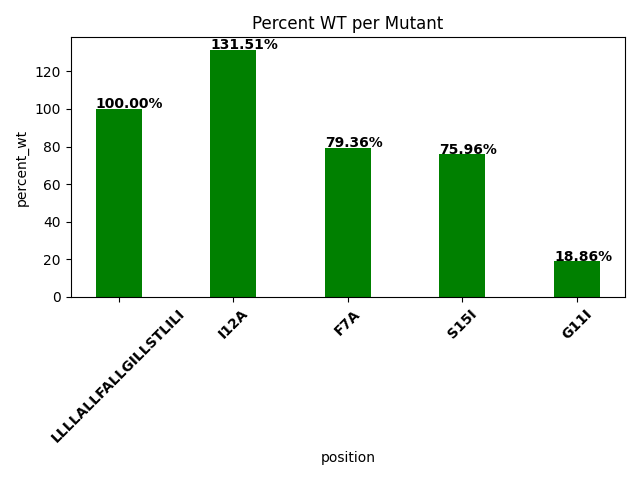 Percent WT per Mutant
percent_wt
120
100
80
60
40
20
0
100.00%
131.51%
79.36%
75.96%
18.86%
LLLLALLFALLGILLSTLILI
I12A
F7A
S15I
G11I
position